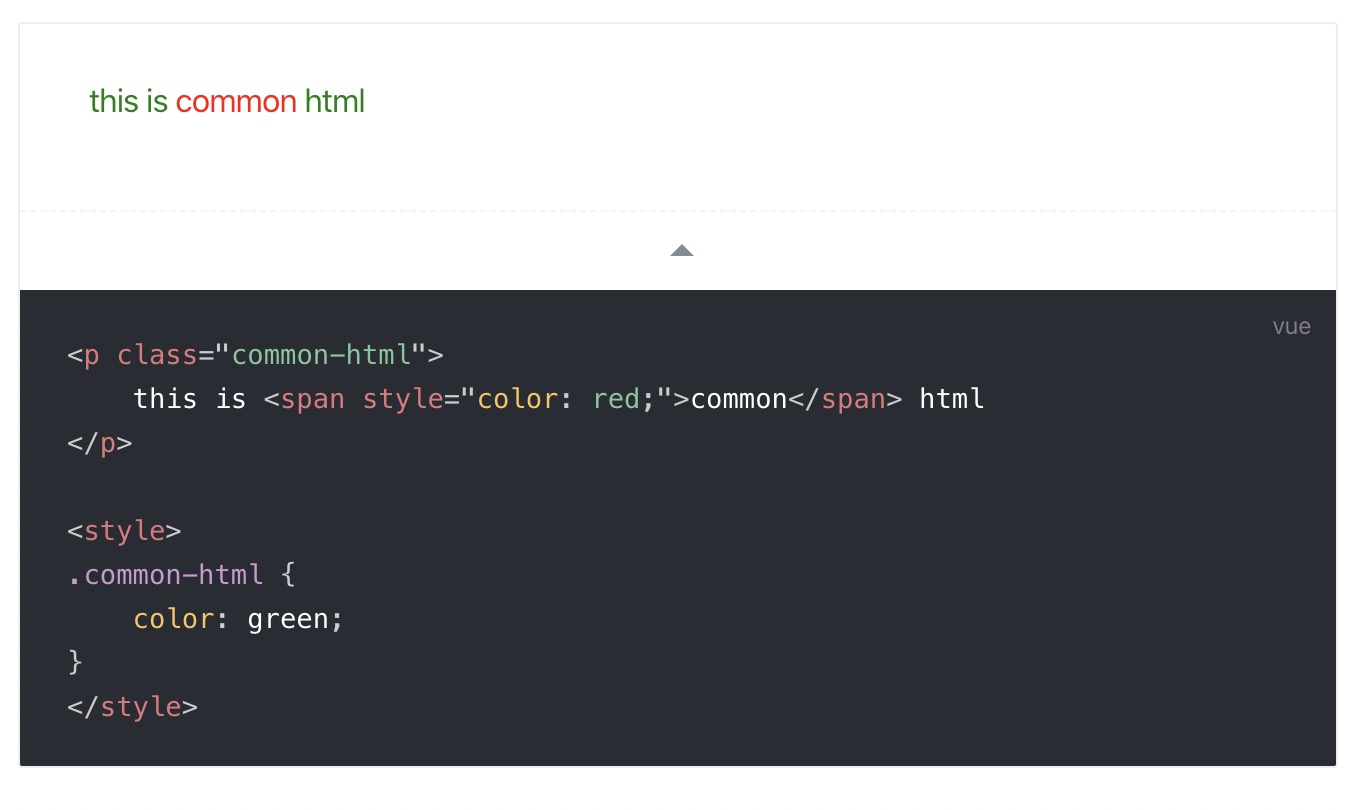 this is common html
vue
<p class="common-html">
    this is <span style="color: red;">common</span> html
</p>
<style>
.common-html {
    color: green;
}
</style>